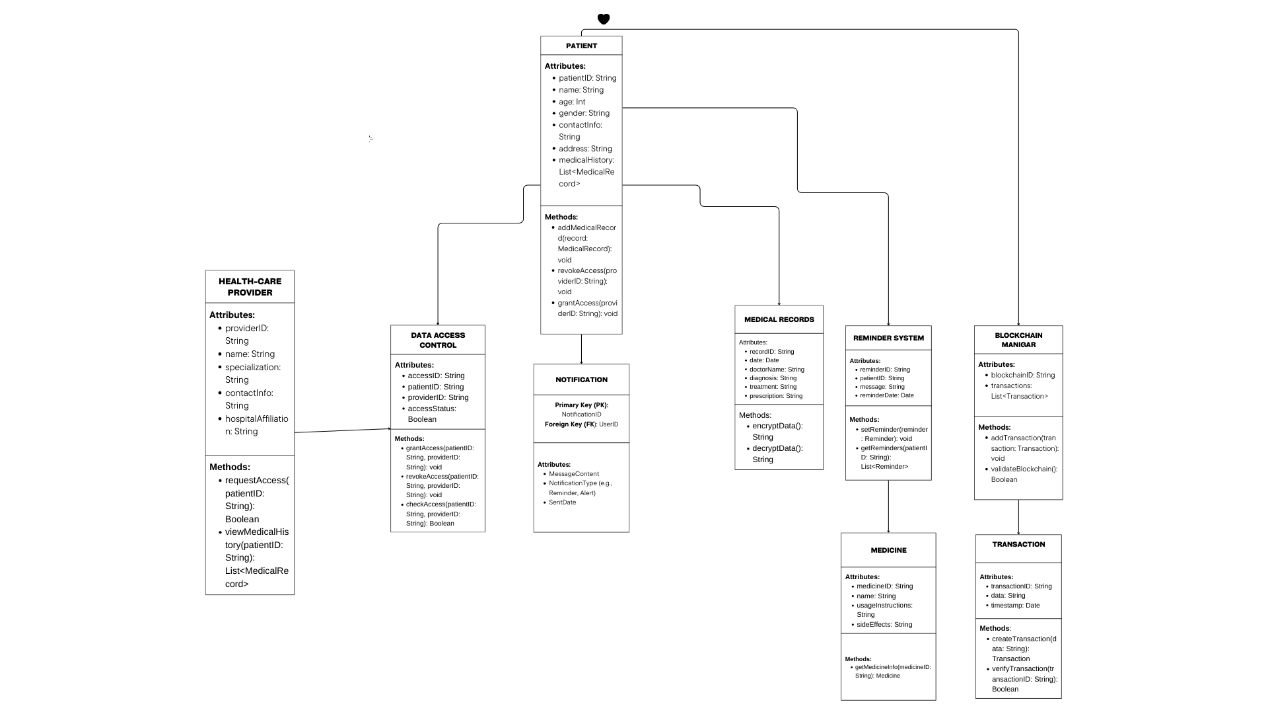 PATIENT
Attributes:
• patientID: String
• name: String
• age: Int
• gender: String
• contactInfo:
String
• address: String
• medicalHistory:
List<MedicalRe
cord>
Methods:
• addMedicalRecor
d(record:
MedicalRecord):
void
• revokeAccess(pro
viderID: String):
void
• grantAccess(provi
derID: String): void
HEALTH-CARE
PROVIDER
Attributes:
• providerID:
String
• name: String
• specialization:
String
• contactInfo:
String
• hospitalAffiliatio
n: String
Methods:
• requestAccess(
patientID:
String):
Boolean
• viewMedicalHis
tory(patientID:
String):
List<MedicalRe
cord>
DATA ACCESS
CONTROL
Attributes:
• accessID: String
• patientID: String
• providerID: String
• accessStatus:
Boolean
Methods:
• grantAccess(patientID:
String, providerID:
String): void
• revokeAccess(patientID:
String, providerID:
String): void
• checkAccess(patientID:
String, providerID:
String): Boolean
NOTIFICATION
Primary Key (PK):
NotificationID
Foreign Key (FK): UserID
Attributes:
• MessageContent
• NotificationType (e.g.,
Reminder, Alert)
• SentDate
MEDICAL RECORDS
Attributes:
• recordID: String
• date: Date
• doctorName: String
• diagnosis: String
• treatment: String
• prescription: String
Methods:
• encryptData():
String
• decryptData():
String
REMINDER SYSTEM
Attributes:
• reminderID: String
• patientID: String
• message: String
• reminderDate: Date
Methods:
• setReminder(reminder
: Reminder): void
• getReminders(patientI
D: String):
List<Reminder>
BLOCKCHAIN
MANIGAR
Attributes:
• blockchainID: String
• transactions:
List<Transaction>
Methods:
• addTransaction(tran
saction: Transaction):
void
• validateBlockchain():
Boolean
MEDICINE
Attributes:
• medicineID: String
• name: String
• usageInstructions:
String
• sideEffects: String
Methods:
• getMedicineInfo(medicineID:
String): Medicine
TRANSACTION
Attributes:
• transactionID: String
• data: String
• timestamp: Date
Methods:
• createTransaction(d
ata: String):
Transaction
• verifyTransaction(tr
ansactionID: String):
Boolean